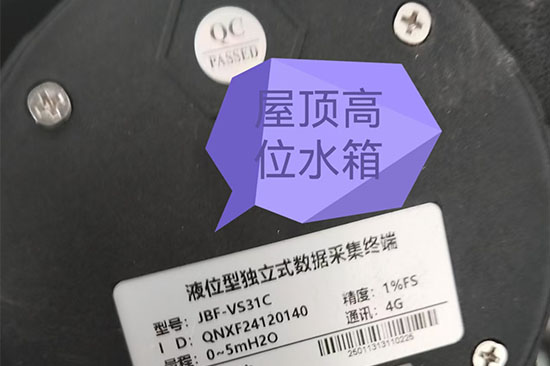 QC
PASSED
屋顶高
位水箱
液位型独立式数据采集终端
型号: JBF-VS31C 精度: 1%FS
I D: QNXF24120140 通讯: 4G
量程: 0~5mH2O
25011313110225